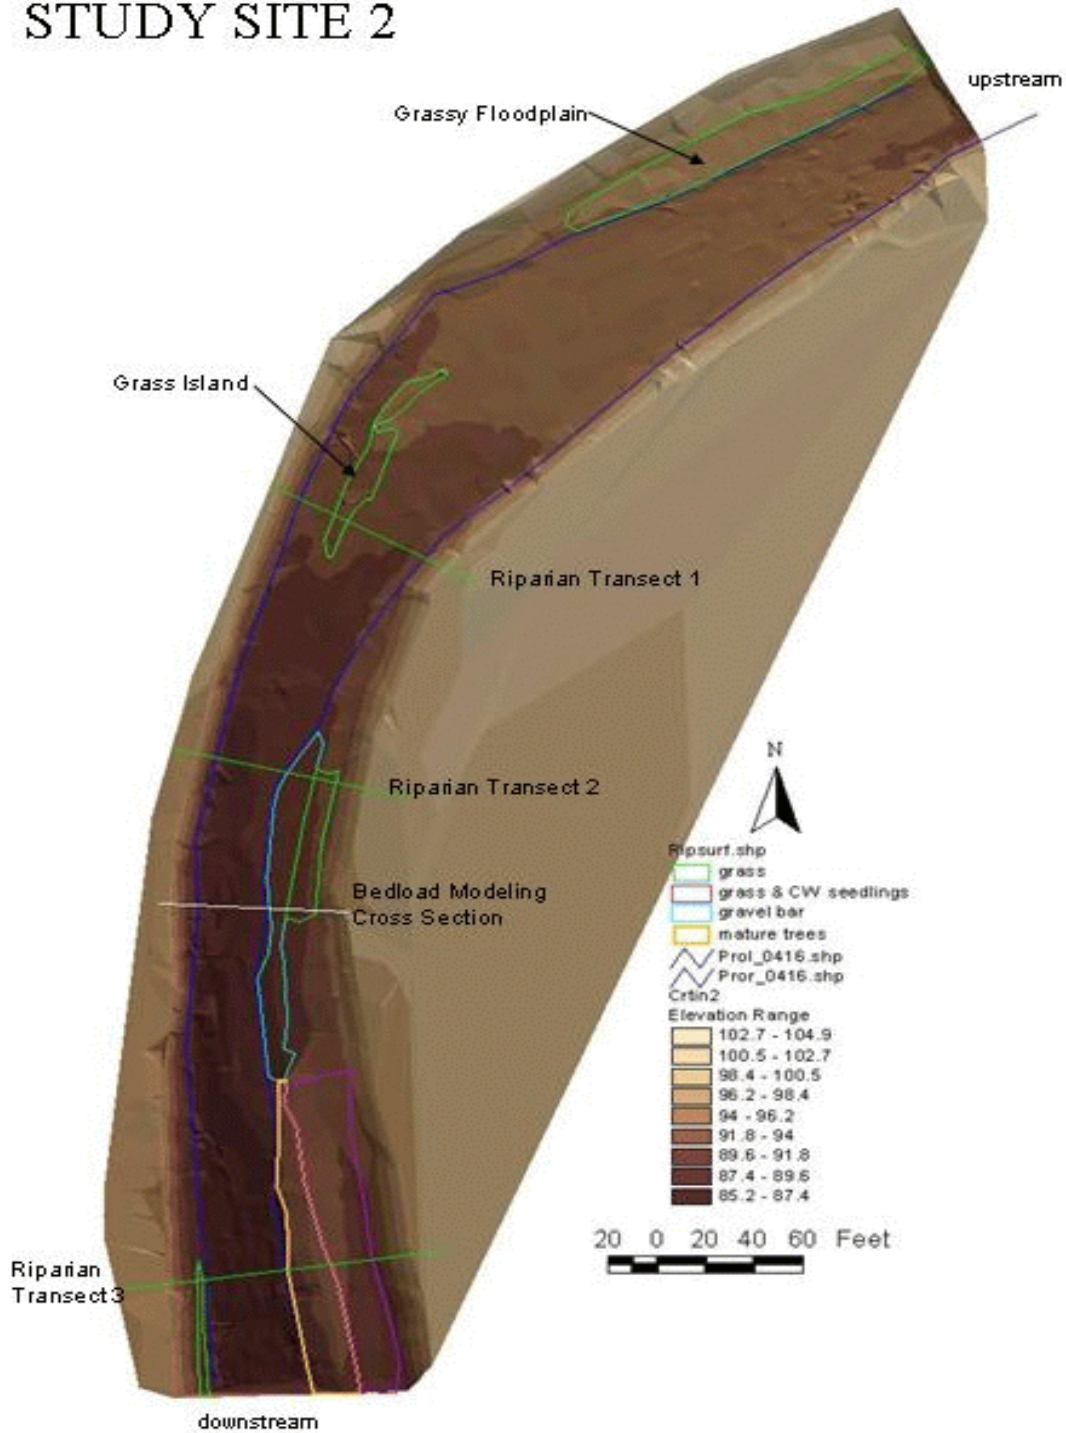 STUDY SITE 2
upstream
Grassy Floodplain
Grass Island
Riparian Transect 1
Riparian Transect 2
Bedload Modeling
Cross Section
N
Ripsurf.shp
grass
grass & CW seedlings
gravel bar
mature trees
Prol_0416.shp
Pror_0416.shp
Crtin2
Elevation Range
102.7 - 104.9
100.5 - 102.7
98.4 - 100.5
96.2 - 98.4
94 - 96.2
91.8 - 94
89.6 - 91.8
87.4 - 89.6
85.2 - 87.4
20 0 20 40 60 Feet
Riparian
Transect 3
downstream